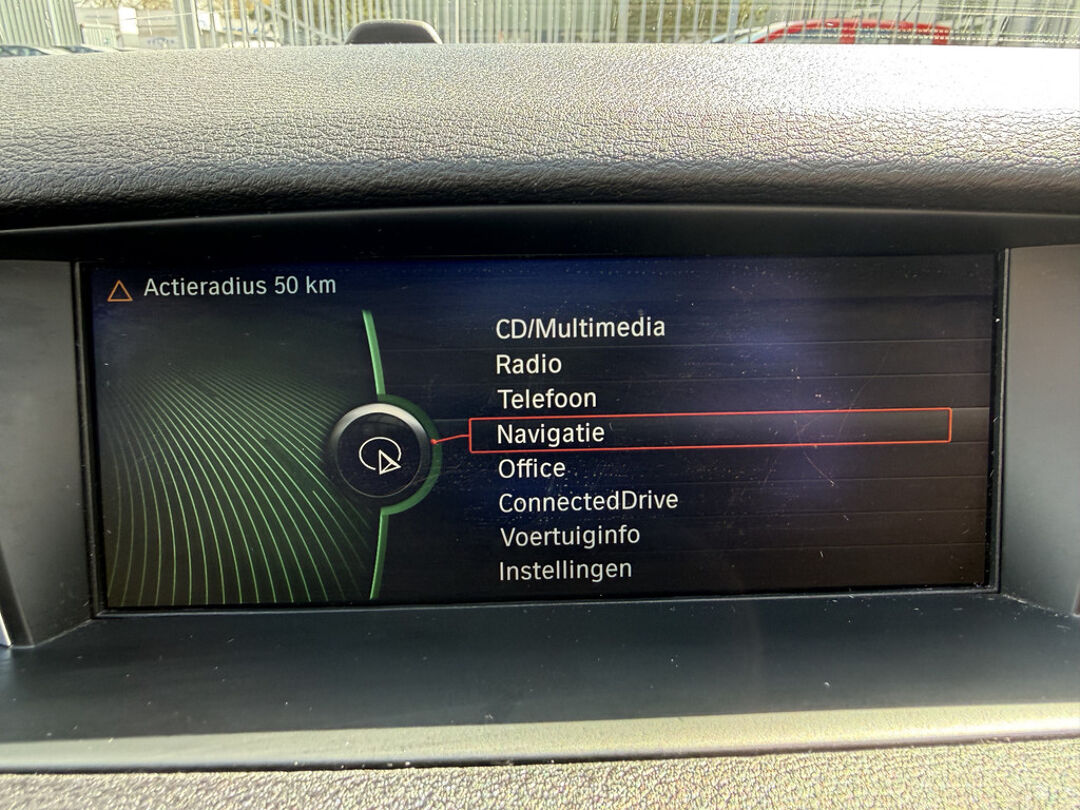 Actieradius 50 km
CD/Multimedia
Radio
Telefoon
Navigatie
Office
ConnectedDrive
Voertuiginfo
Instellingen